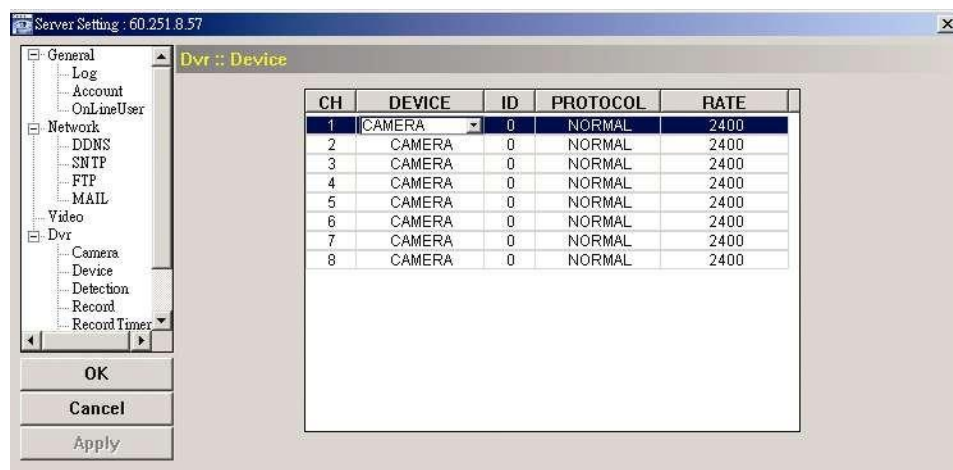 Server Setting : 60.251.8.57
General
Log
Account
OnLineUser
Network
DDNS
SNTP
FTP
MAIL
Video
Dvr
Camera
Device
Detection
Record
Record Timer
OK
Cancel
Apply
Dvr :: Device
CH DEVICE ID PROTOCOL RATE
1 CAMERA 0 NORMAL 2400
2 CAMERA 0 NORMAL 2400
3 CAMERA 0 NORMAL 2400
4 CAMERA 0 NORMAL 2400
5 CAMERA 0 NORMAL 2400
6 CAMERA 0 NORMAL 2400
7 CAMERA 0 NORMAL 2400
8 CAMERA 0 NORMAL 2400